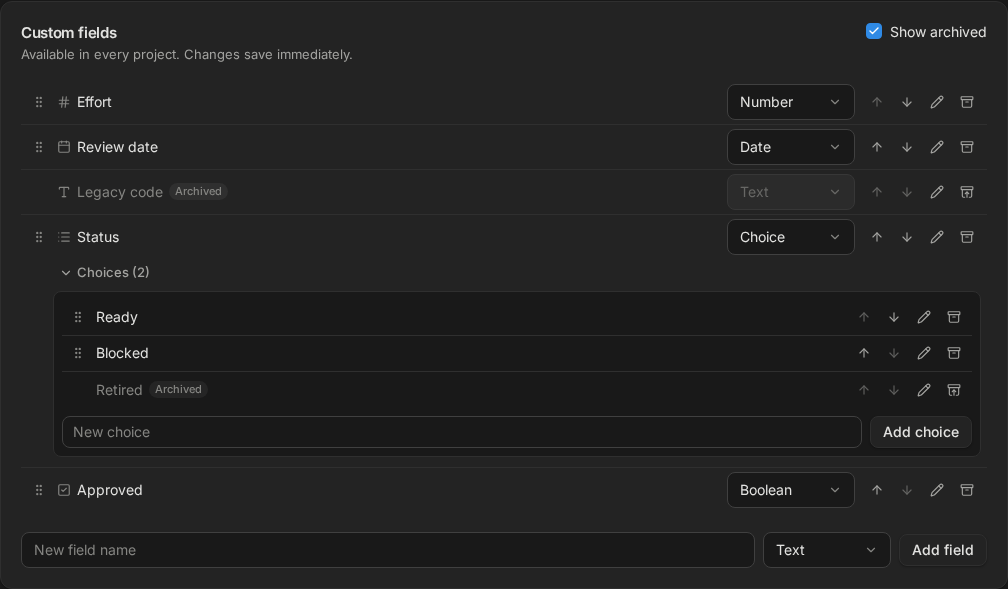 Custom fields
Show archived
Available in every project. Changes save immediately.
Effort
Number
Review date
Date
Legacy code
Archived
Text
Status
Choice
Choices (2)
Ready
Blocked
Retired
Archived
New choice
Add choice
Approved
Boolean
New field name
Text
Add field